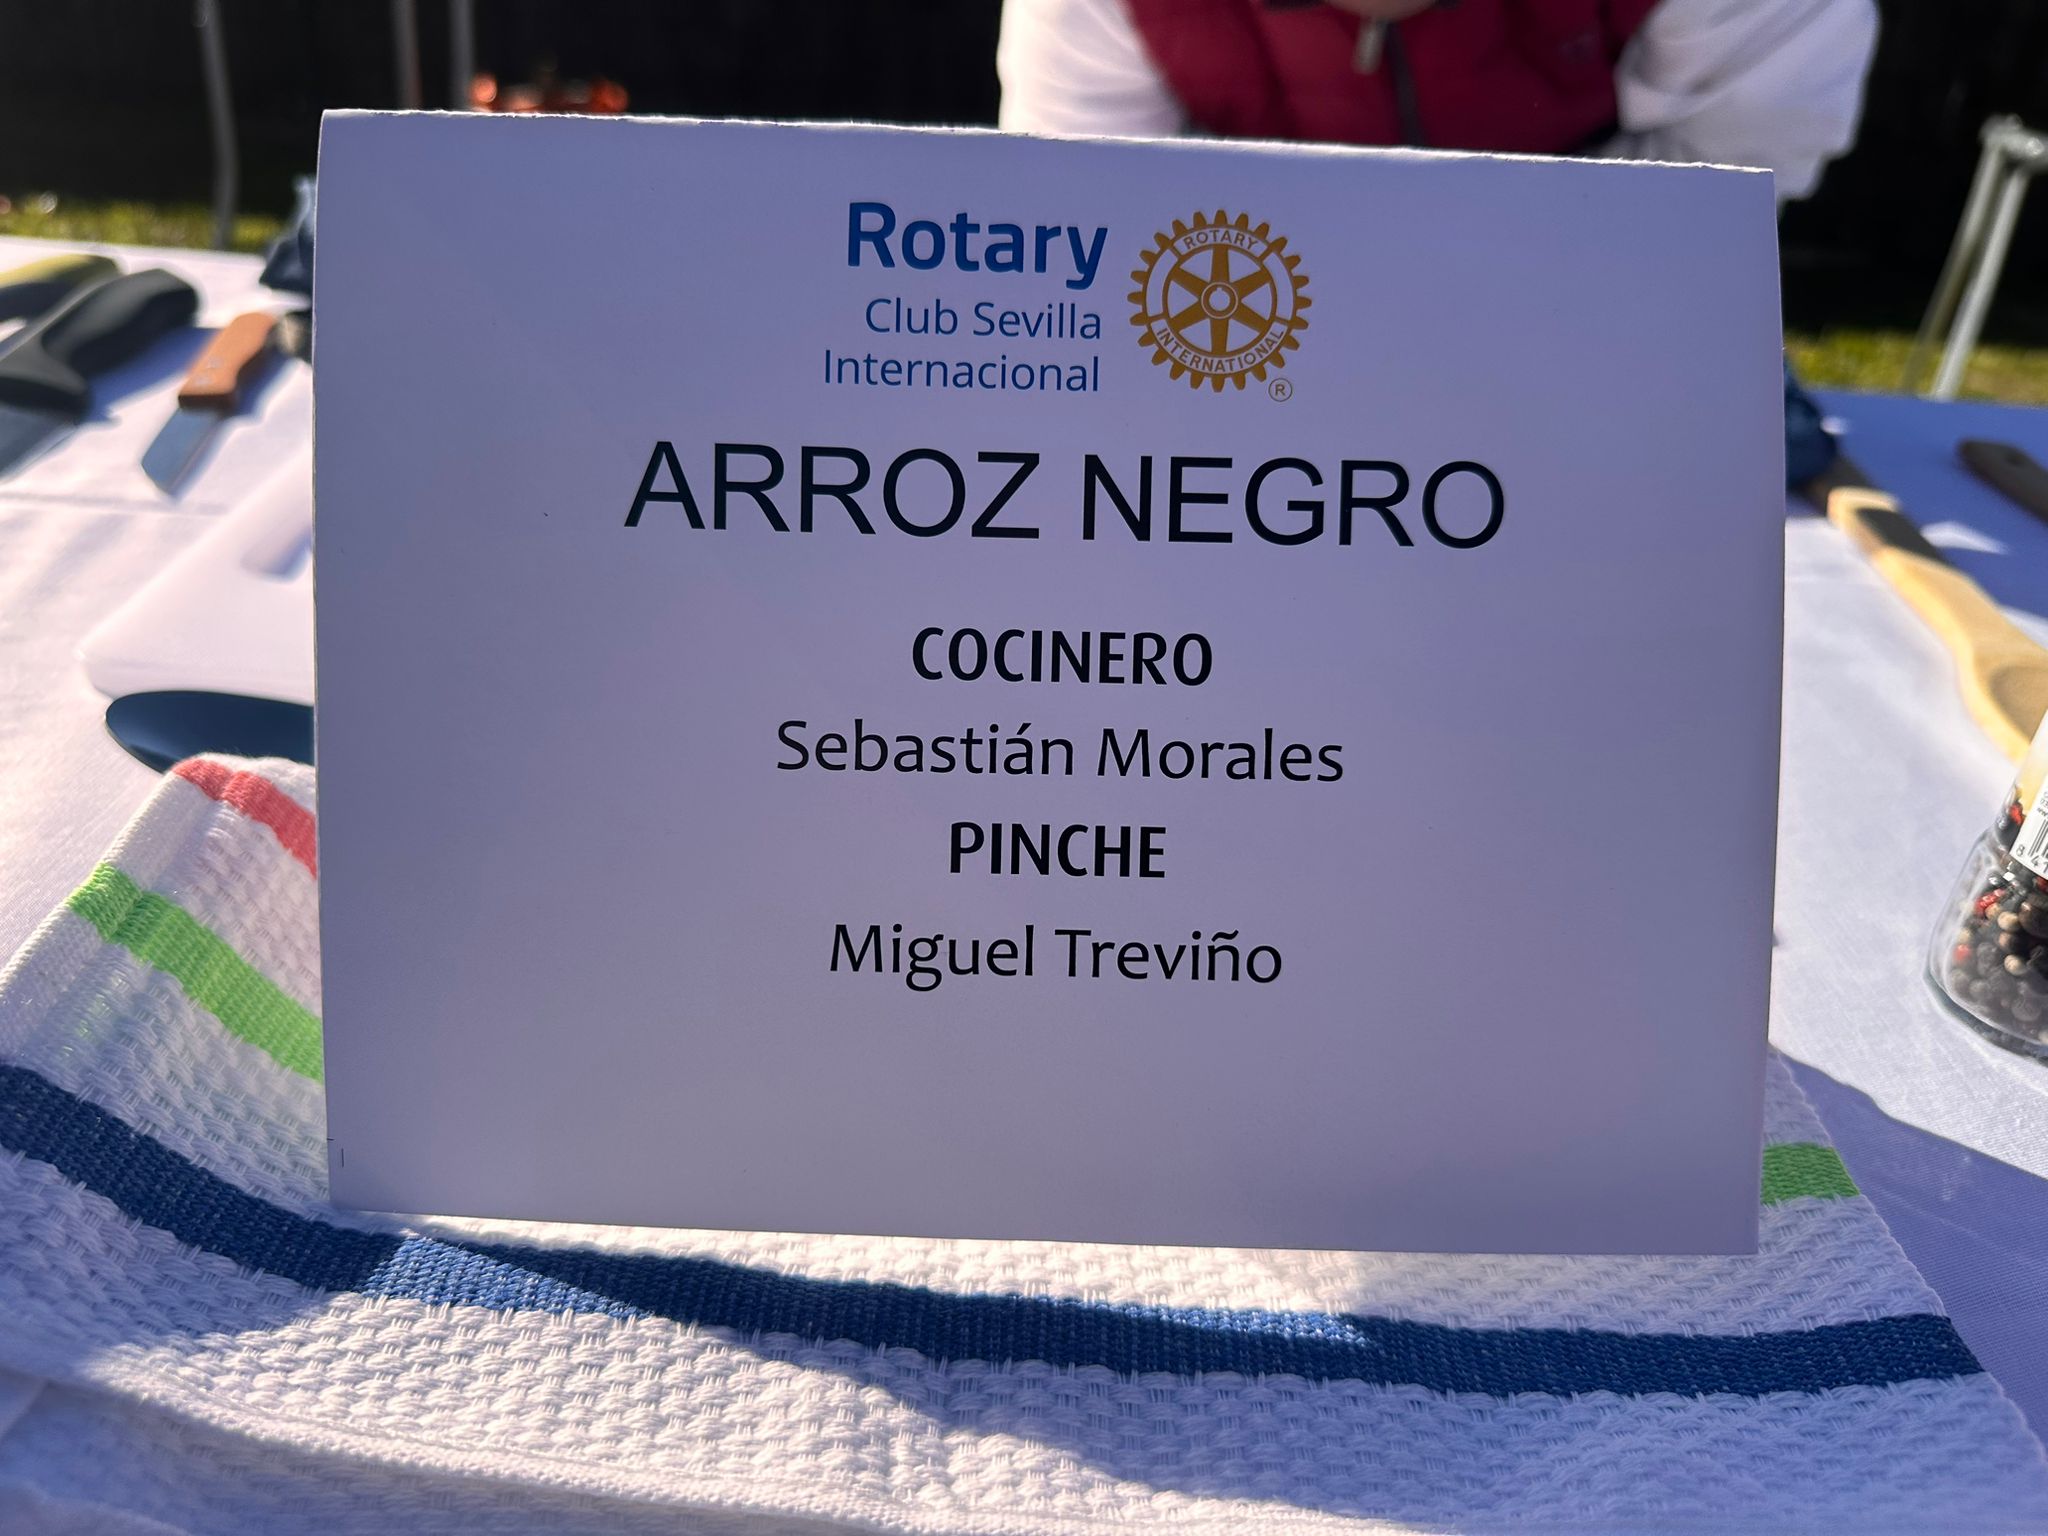 Rotary
Club Sevilla
Internacional
ROTARY
INTERNATIONAL
®
ARROZ NEGRO
COCINERO
Sebastián Morales
PINCHE
Miguel Treviño